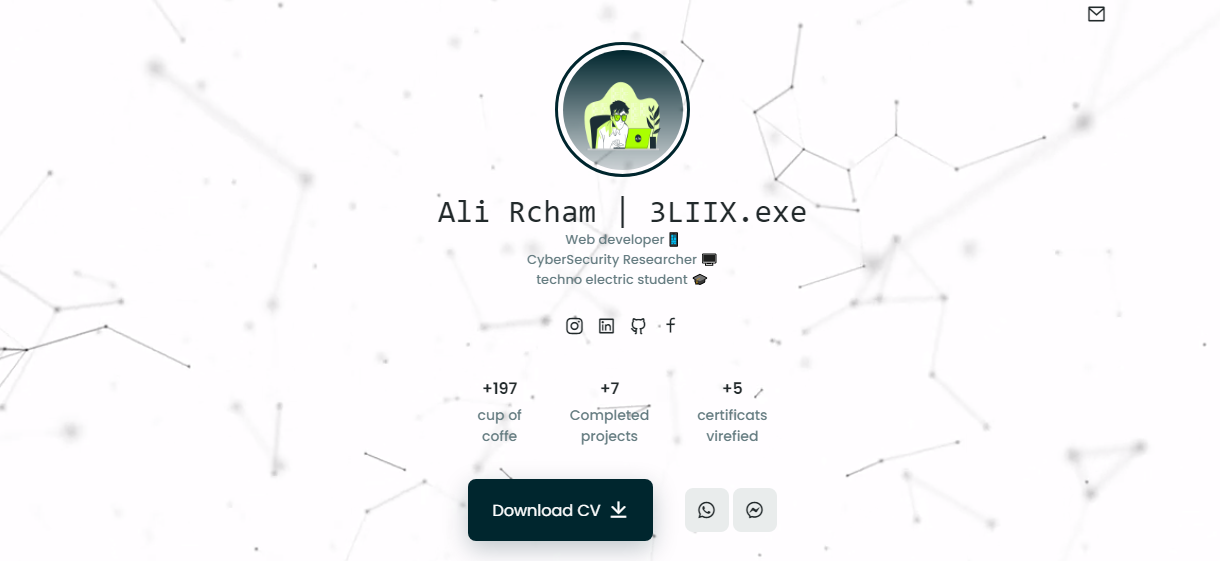 Ali Rcham | 3LIIX.exe
Web developer 📱
CyberSecurity Researcher 🖥️
techno electric student 🎓
+197
cup of
coffe
+7
Completed
projects
+5
certificats
virefied
Download CV